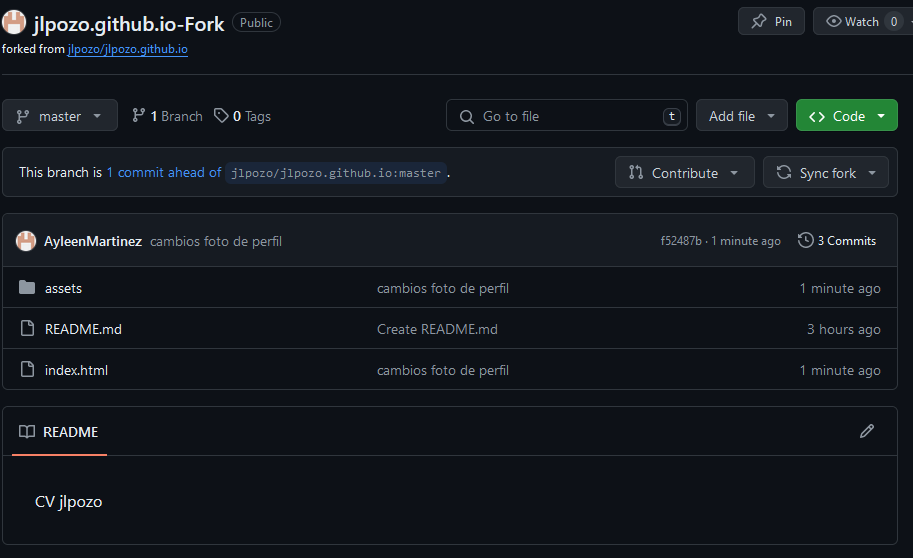 jlpozo.github.io-Fork Public Pin Watch 0
forked from jlpozo/jlpozo.github.io
master 1 Branch 0 Tags Go to file t Add file Code
This branch is 1 commit ahead of jlpozo/jlpozo.github.io:master . Contribute Sync fork
AyleenMartinez cambios foto de perfil f52487b · 1 minute ago 3 Commits
assets cambios foto de perfil 1 minute ago
README.md Create README.md 3 hours ago
index.html cambios foto de perfil 1 minute ago
README
CV jlpozo